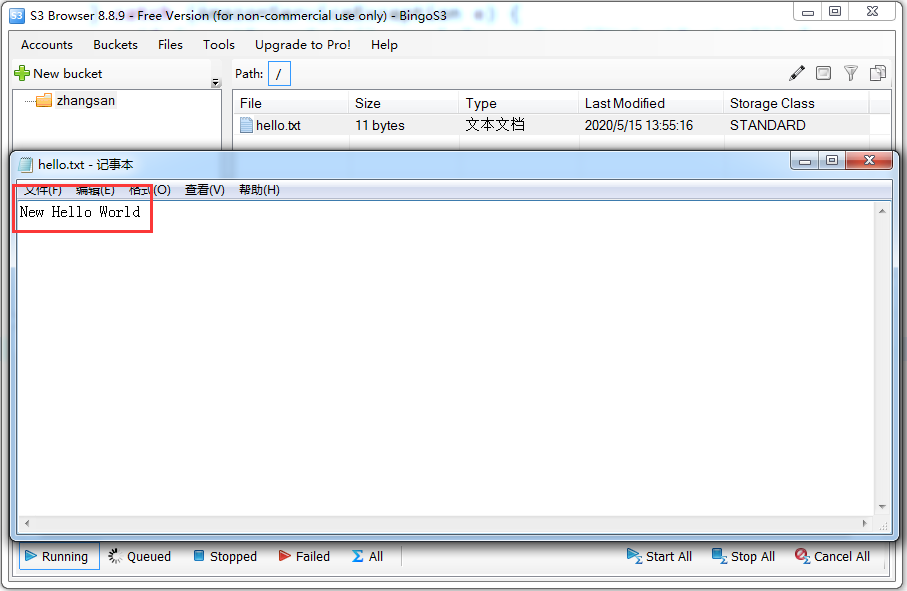 S3 Browser 8.8.9 - Free Version (for non-commercial use only) - BingoS3
Accounts Buckets Files Tools Upgrade to Pro! Help
New bucket Path: /
zhangsan
File Size Type Last Modified Storage Class
hello.txt 11 bytes 文本文档 2020/5/15 13:55:16 STANDARD
hello.txt - 记事本
文件(F) 编辑(E) 格式(O) 查看(V) 帮助(H)
New Hello World
Running Queued Stopped Failed All Start All Stop All Cancel All